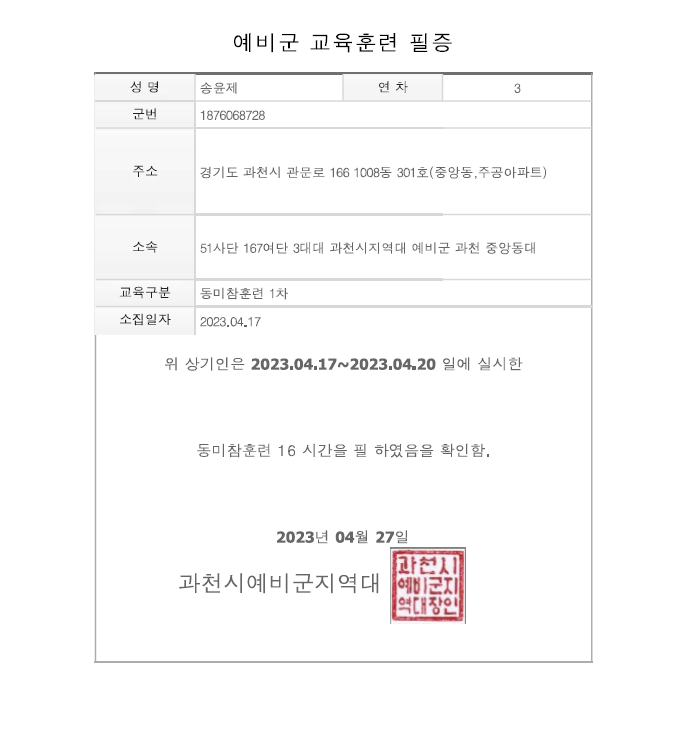 예비군 교육훈련 필증
성 명 송윤제 연 차 3
군번 1876068728
주소 경기도 과천시 관문로 166 1008동 301호(중앙동,주공아파트)
소속 51사단 167여단 3대대 과천시지역대 예비군 과천 중앙동대
교육구분 동미참훈련 1차
소집일자 2023.04.17
위 상기인은 2023.04.17~2023.04.20 일에 실시한
동미참훈련 16 시간을 필 하였음을 확인함.
2023년 04월 27일
과천시예비군지역대
과천시
예비군지
역대장인